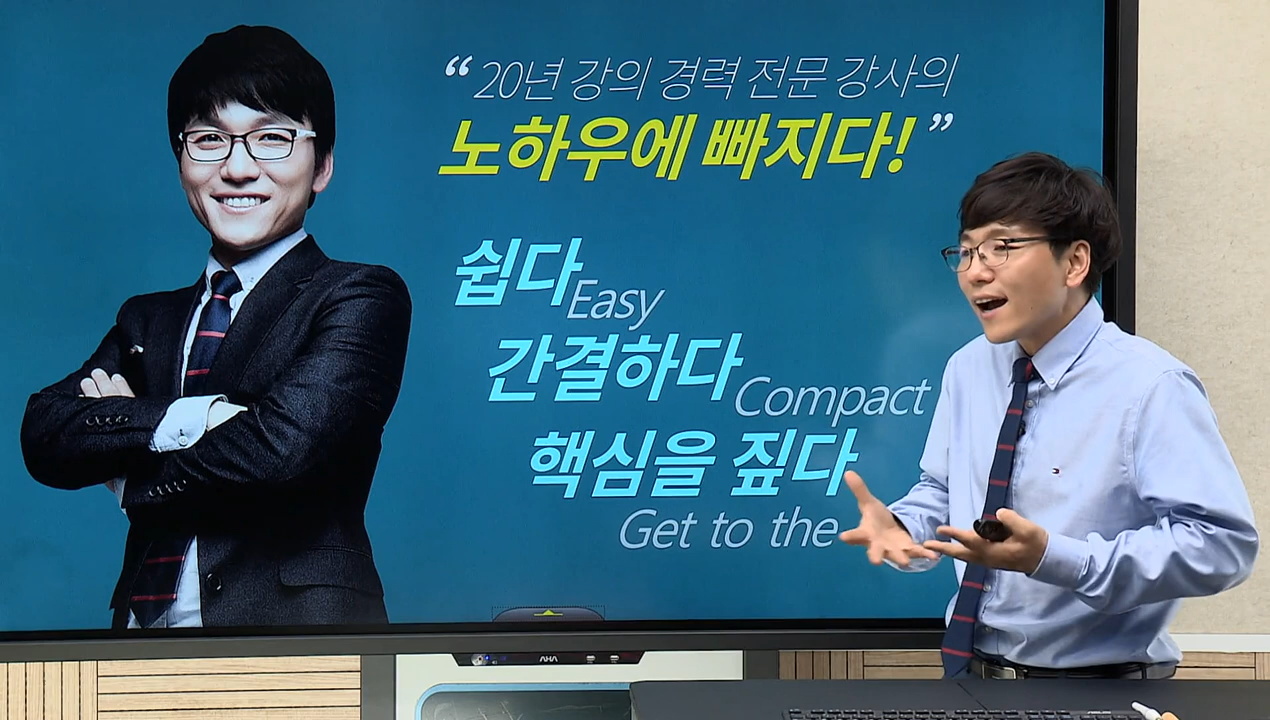 “20년 강의 경력 전문 강사의
노하우에 빠지다!”
쉽다 Easy
간결하다 Compact
핵심을 짚다
Get to the
AHA